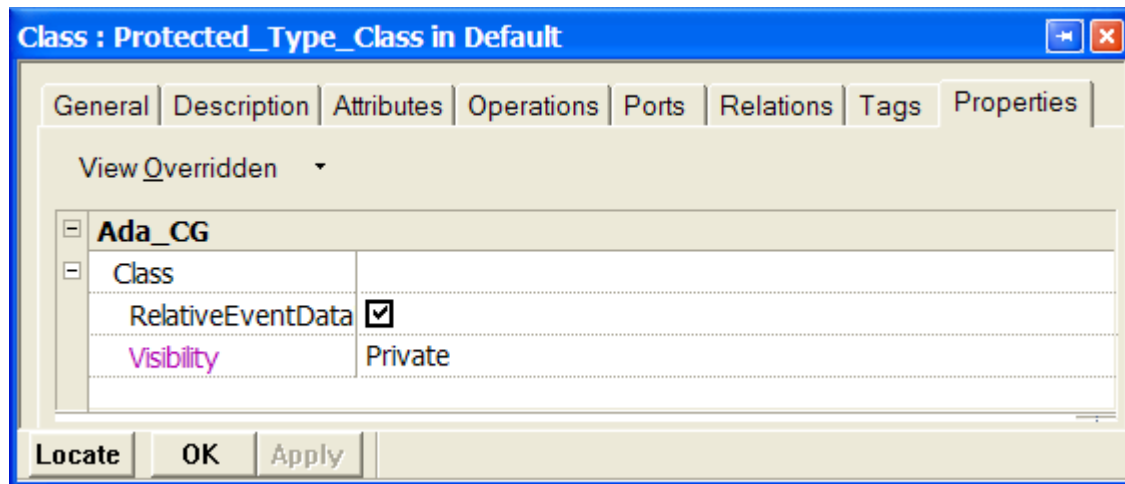 Class : Protected_Type_Class in Default
General Description Attributes Operations Ports Relations Tags Properties
View Overridden
Ada_CG
Class
RelativeEventData
Visibility Private
Locate OK Apply